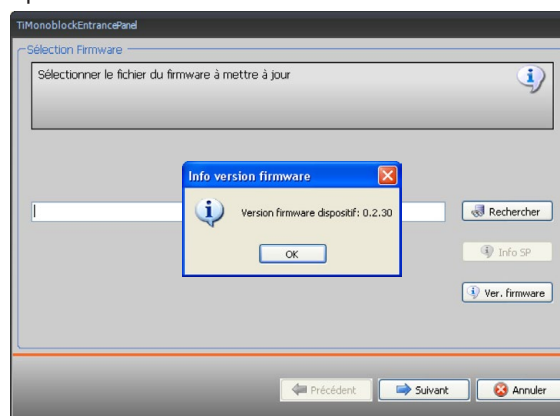 TiMonoblockEntrancePanel
Sélection Firmware
Sélectionner le fichier du firmware à mettre à jour
Info version firmware
Version firmware dispositif: 0.2.30
OK
Rechercher
Info SP
Ver. firmware
Précédent
Suivant
Annuler